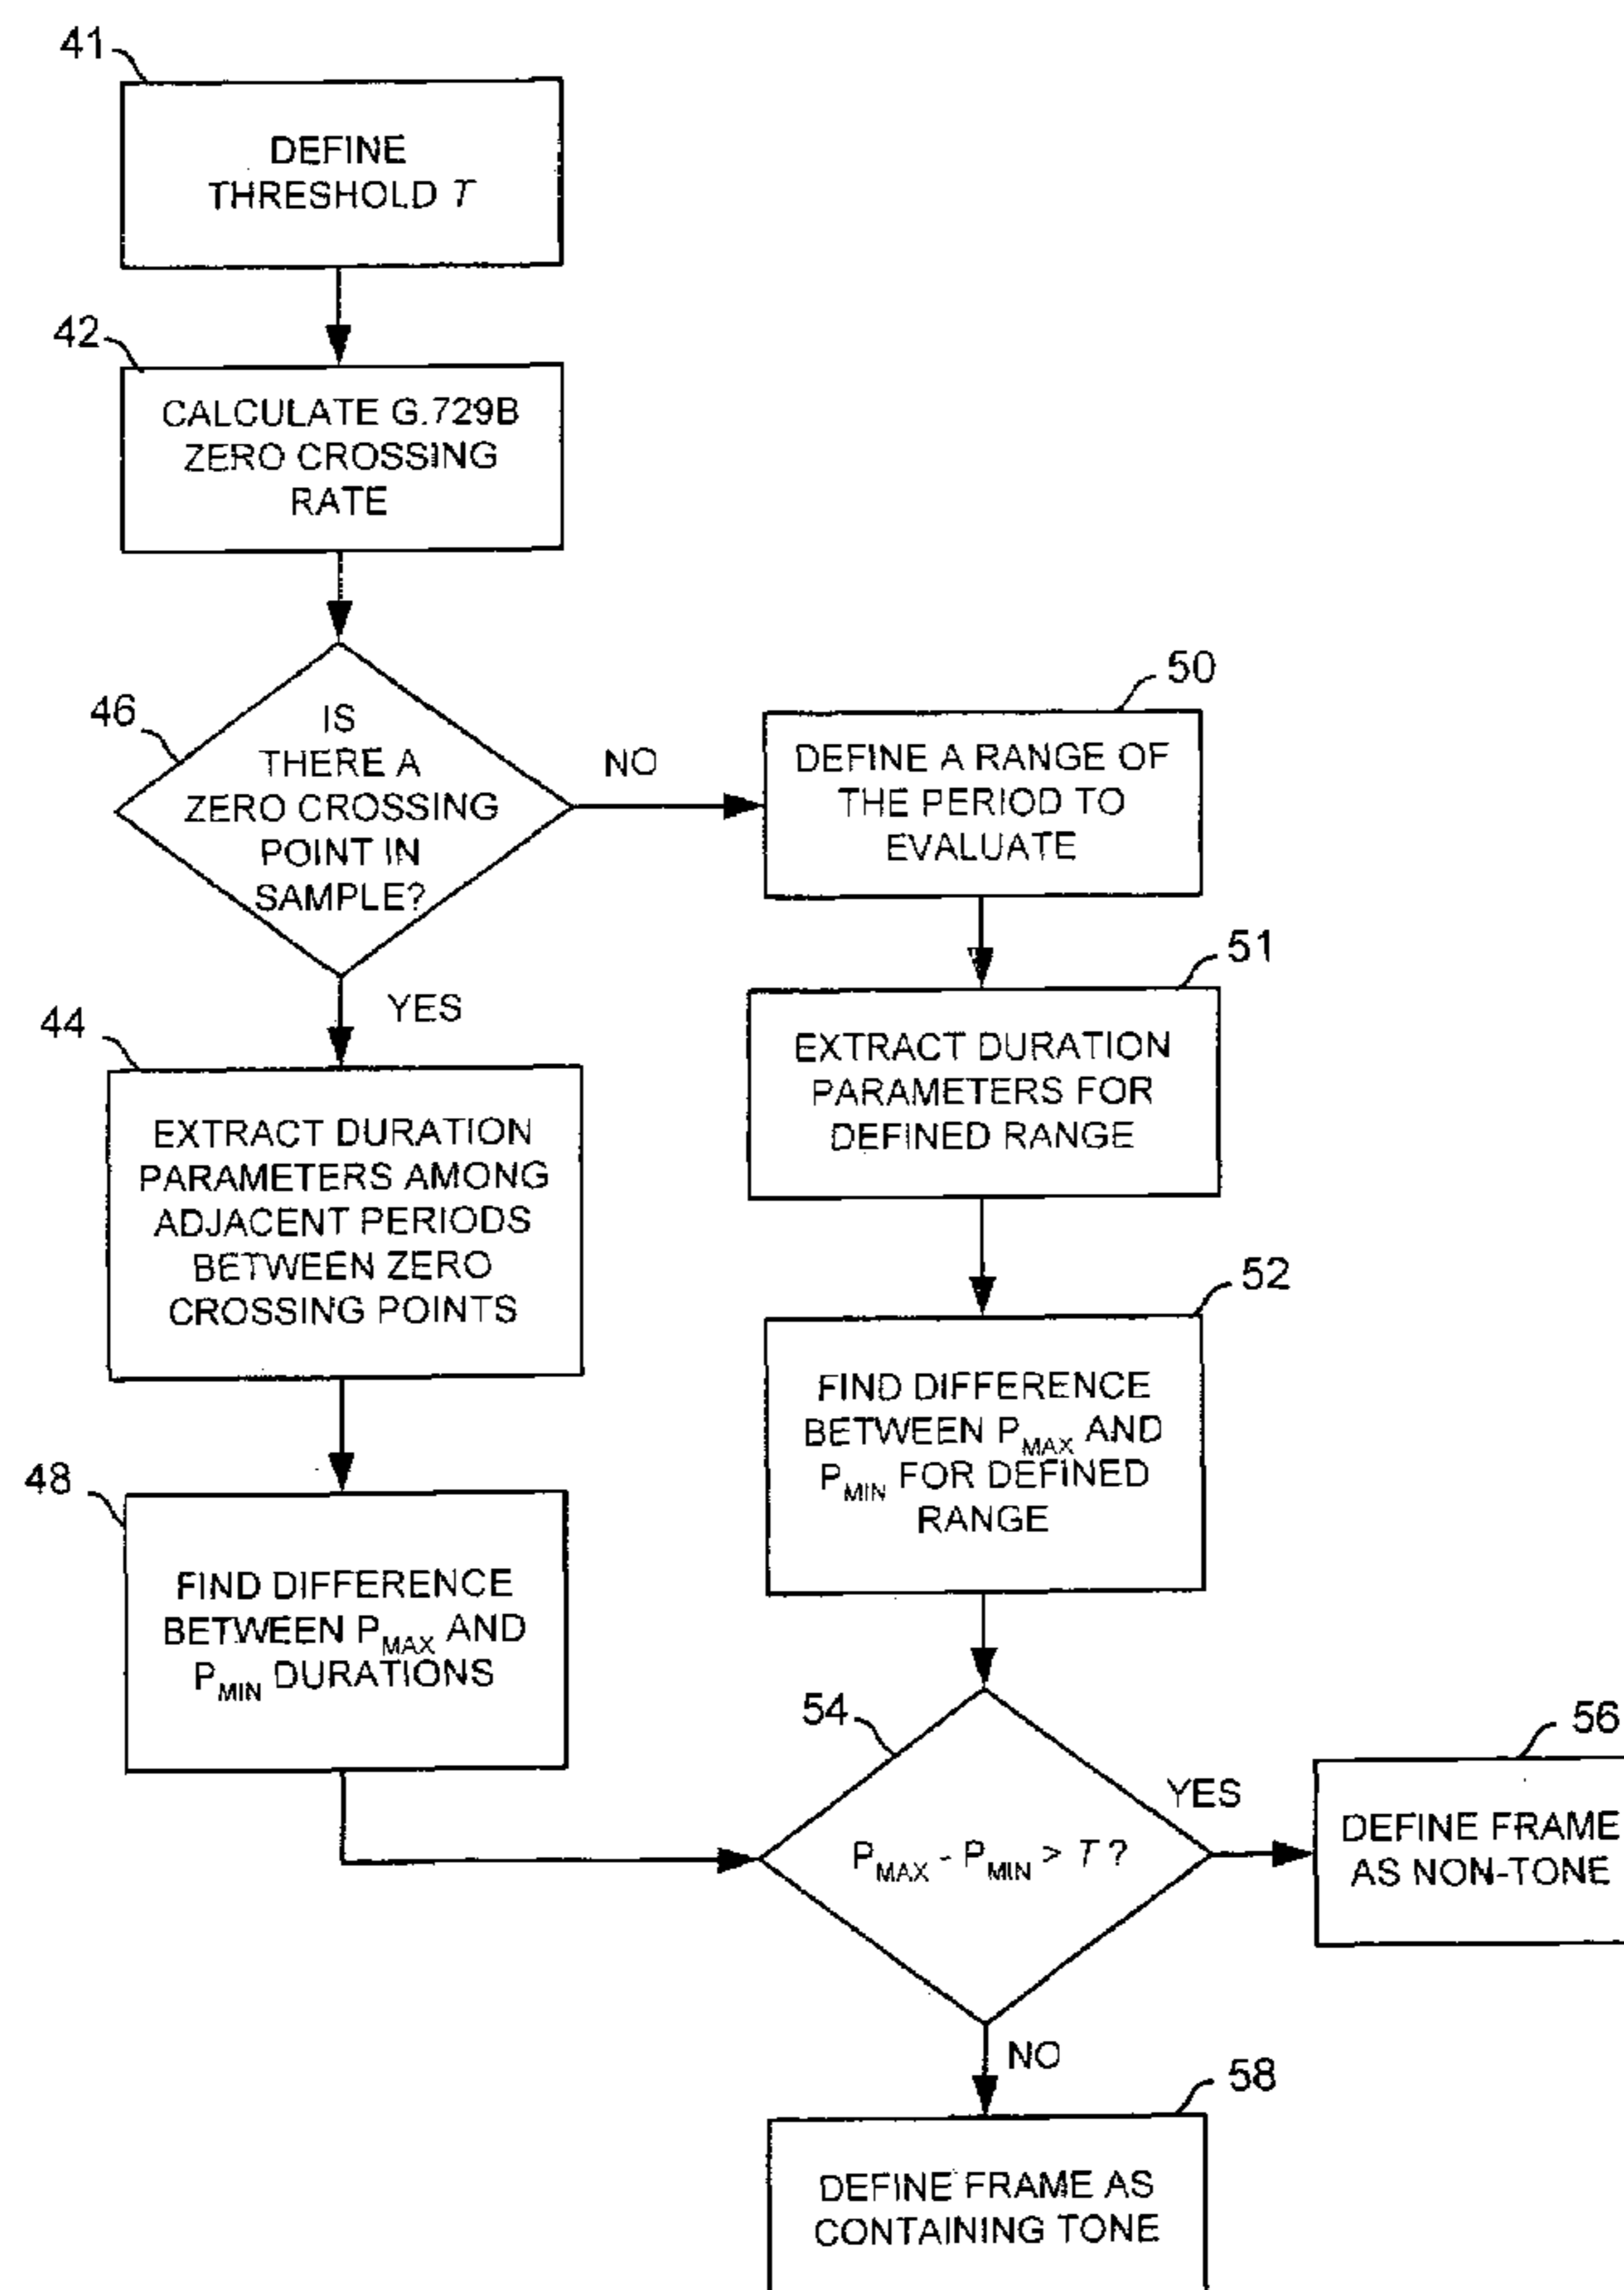 41
DEFINE
THRESHOLD T
42
CALCULATE G.729B
ZERO CROSSING
RATE
46
IS
THERE A
ZERO CROSSING
POINT IN
SAMPLE?
NO
YES
50
DEFINE A RANGE OF
THE PERIOD TO
EVALUATE
51
EXTRACT DURATION
PARAMETERS FOR
DEFINED RANGE
44
EXTRACT DURATION
PARAMETERS AMONG
ADJACENT PERIODS
BETWEEN ZERO
CROSSING POINTS
52
FIND DIFFERENCE
BETWEEN PMAX AND
PMIN FOR DEFINED
RANGE
48
FIND DIFFERENCE
BETWEEN PMAX AND
PMIN DURATIONS
54
PMAX - PMIN > T ?
YES
56
DEFINE FRAME
AS NON-TONE
NO
58
DEFINE FRAME AS
CONTAINING TONE